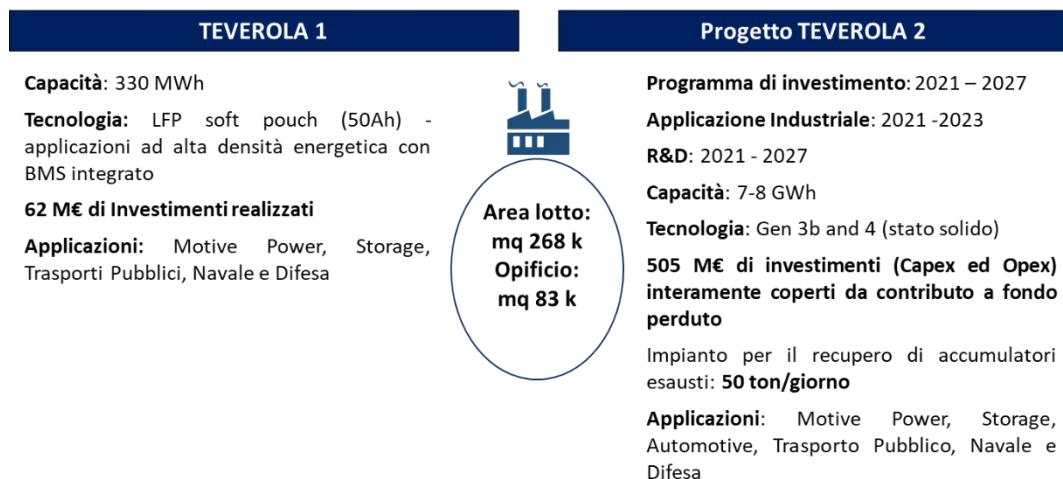 TEVEROLA 1
Capacità: 330 MWh
Tecnologia: LFP soft pouch (50Ah) -
applicazioni ad alta densità energetica con
BMS integrato
62 M€ di Investimenti realizzati
Applicazioni: Motive Power, Storage,
Trasporti Pubblici, Navale e Difesa
Area lotto:
mq 268 k
Opificio:
mq 83 k
Progetto TEVEROLA 2
Programma di investimento: 2021 – 2027
Applicazione Industriale: 2021 -2023
R&D: 2021 - 2027
Capacità: 7-8 GWh
Tecnologia: Gen 3b and 4 (stato solido)
505 M€ di investimenti (Capex ed Opex)
interamente coperti da contributo a fondo
perduto
Impianto per il recupero di accumulatori
esausti: 50 ton/giorno
Applicazioni: Motive Power, Storage,
Automotive, Trasporto Pubblico, Navale e
Difesa